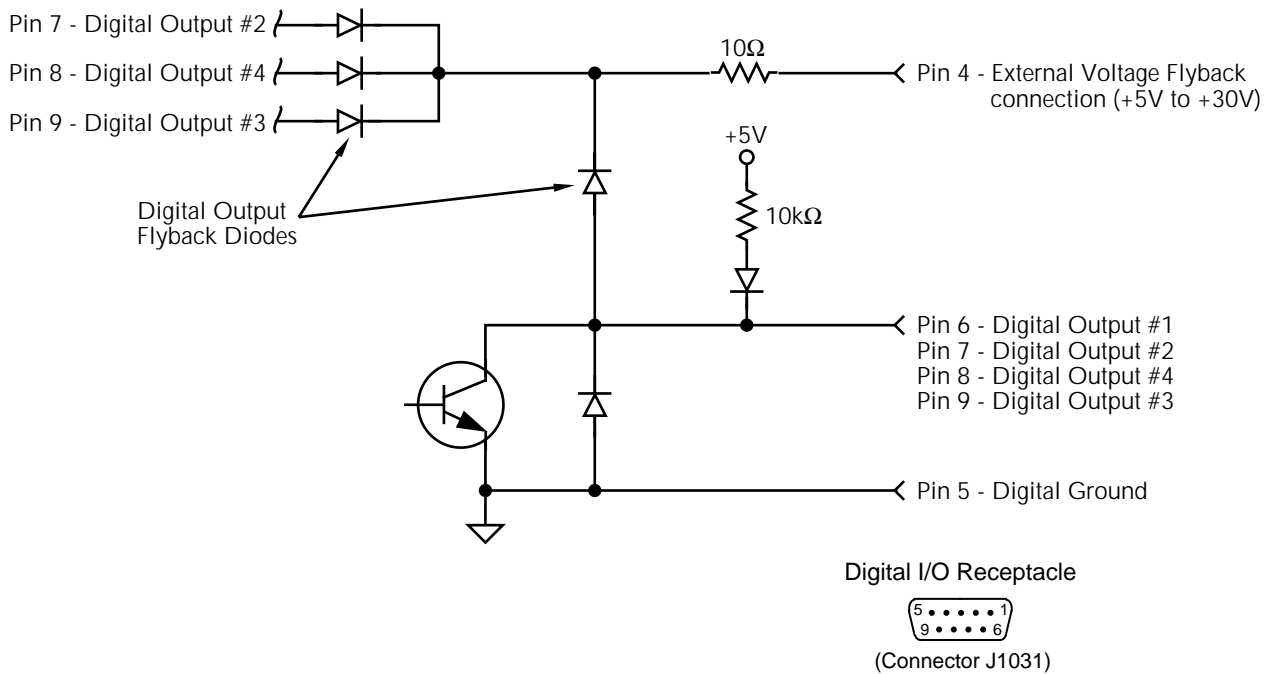 Pin 7 - Digital Output #2
Pin 8 - Digital Output #4
Pin 9 - Digital Output #3
10Ω
Pin 4 - External Voltage Flyback
connection (+5V to +30V)
+5V
10kΩ
Digital Output
Flyback Diodes
Pin 6 - Digital Output #1
Pin 7 - Digital Output #2
Pin 8 - Digital Output #4
Pin 9 - Digital Output #3
Pin 5 - Digital Ground
Digital I/O Receptacle
5 1
9 6
(Connector J1031)